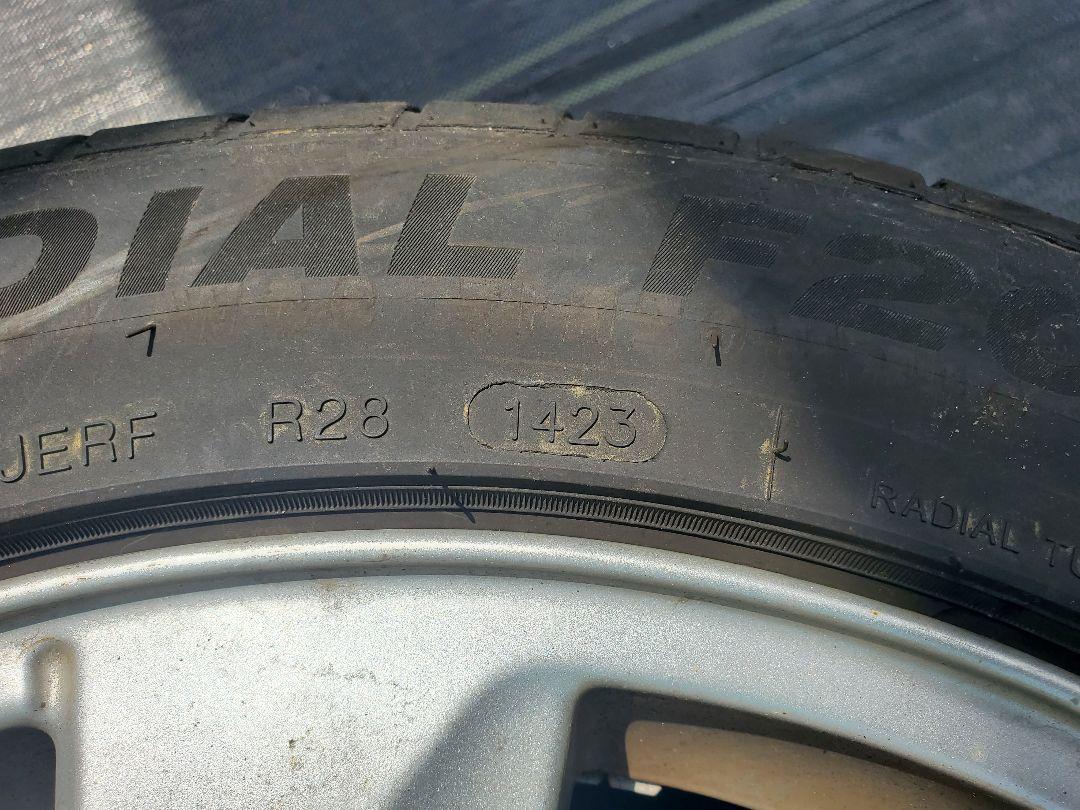 DIAL F2
JERF R28 1423
RADIAL TU